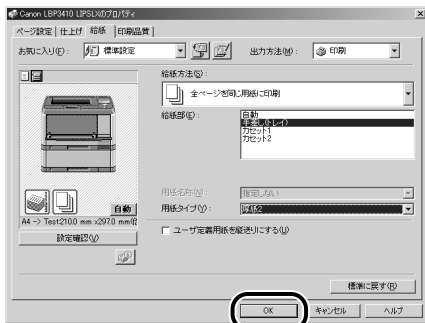 Canon LBP3410 LIPSLXのプロパティ
ページ設定 仕上げ 給紙 印刷品質
お気に入り(F): 標準設定 出力方法(M): 印刷
給紙方法(S):
全ページを同じ用紙に印刷
給紙部(E):
自動
手差し(トレイ)
カセット1
カセット2
用紙名称(N): 指定しない
自動
用紙タイプ(Y): 厚紙2
A4 -> Test[210.0 mm x297.0 mm(ﾀ
設定確認(V)
ユーザ定義用紙を縦送りにする(U)
標準に戻す(R)
OK キャンセル ヘルプ